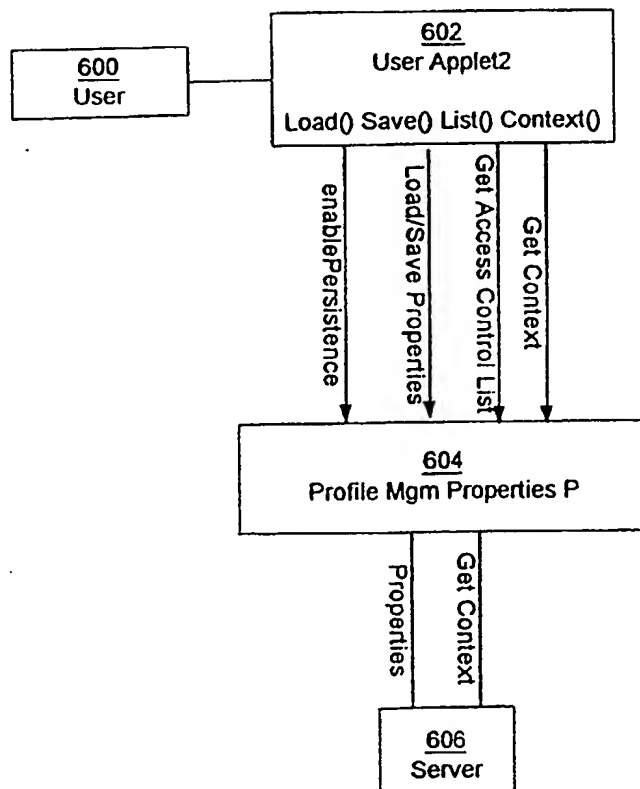 600
User
602
User Applet2
Load() Save() List() Context()
enablePersistence
Load/Save Properties
Get Access Control List
Get Context
604
Profile Mgm Properties P
Properties
Get Context
606
Server